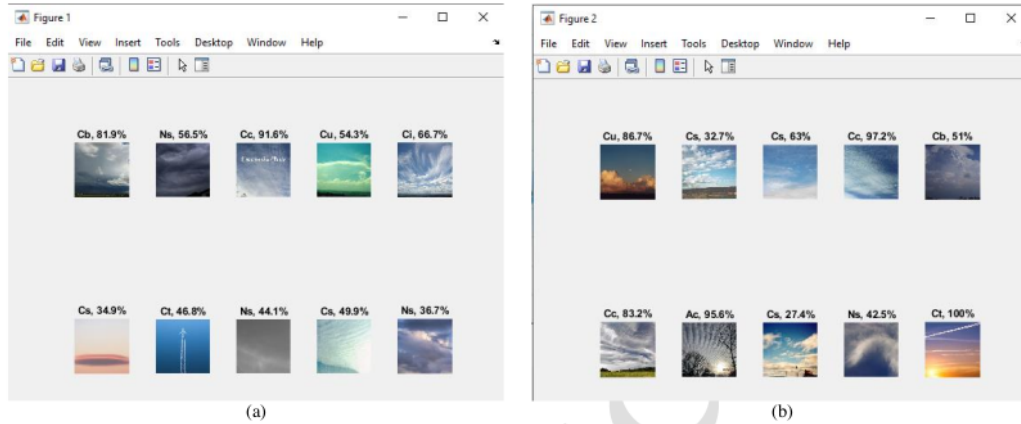 Figure 1
File Edit View Insert Tools Desktop Window Help
Cb, 81.9% Ns, 56.5% Cc, 91.6% Cu, 54.3% Ci, 66.7%
Cs, 34.9% Ct, 46.8% Ns, 44.1% Cs, 49.9% Ns, 36.7%
(a)
Figure 2
File Edit View Insert Tools Desktop Window Help
Cu, 86.7% Cs, 32.7% Cs, 63% Cc, 97.2% Cb, 51%
Cc, 83.2% Ac, 95.6% Cs, 27.4% Ns, 42.5% Ct, 100%
(b)